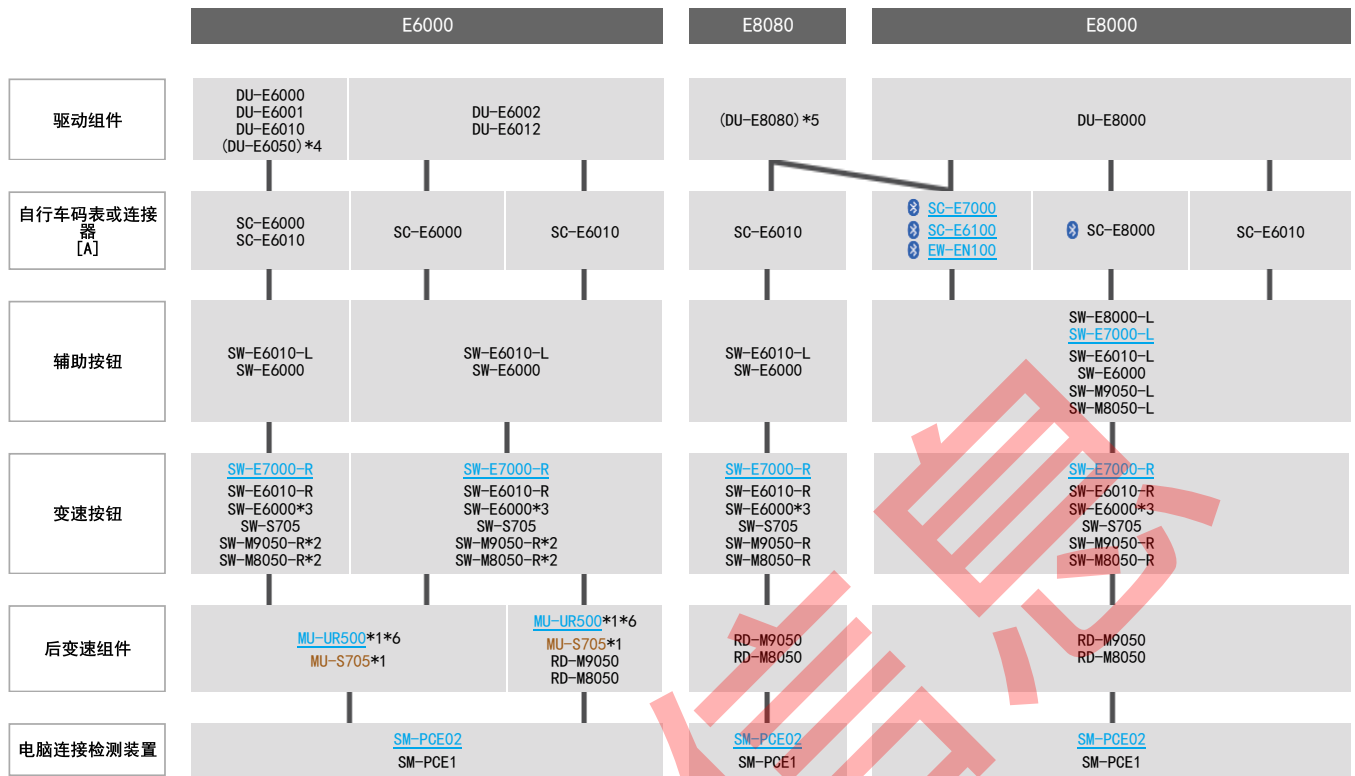 E6000
E8080
E8000
驱动组件
DU-E6000
DU-E6001
DU-E6010
(DU-E6050)*4
DU-E6002
DU-E6012
(DU-E8080)*5
DU-E8000
自行车码表或连接
器
[A]
SC-E6000
SC-E6010
SC-E6000
SC-E6010
SC-E6010
SC-E7000
SC-E6100
EW-EN100
SC-E8000
SC-E6010
辅助按钮
SW-E6010-L
SW-E6000
SW-E6010-L
SW-E6000
SW-E6010-L
SW-E6000
SW-E8000-L
SW-E7000-L
SW-E6010-L
SW-E6000
SW-M9050-L
SW-M8050-L
变速按钮
SW-E7000-R
SW-E6010-R
SW-E6000*3
SW-S705
SW-M9050-R*2
SW-M8050-R*2
SW-E7000-R
SW-E6010-R
SW-E6000*3
SW-S705
SW-M9050-R*2
SW-M8050-R*2
SW-E7000-R
SW-E6010-R
SW-E6000*3
SW-S705
SW-M9050-R
SW-M8050-R
SW-E7000-R
SW-E6010-R
SW-E6000*3
SW-S705
SW-M9050-R
SW-M8050-R
后变速组件
MU-UR500*1*6
MU-S705*1
MU-UR500*1*6
MU-S705*1
RD-M9050
RD-M8050
RD-M9050
RD-M8050
RD-M9050
RD-M8050
电脑连接检测装置
SM-PCE02
SM-PCE1
SM-PCE02
SM-PCE1
SM-PCE02
SM-PCE1
信息